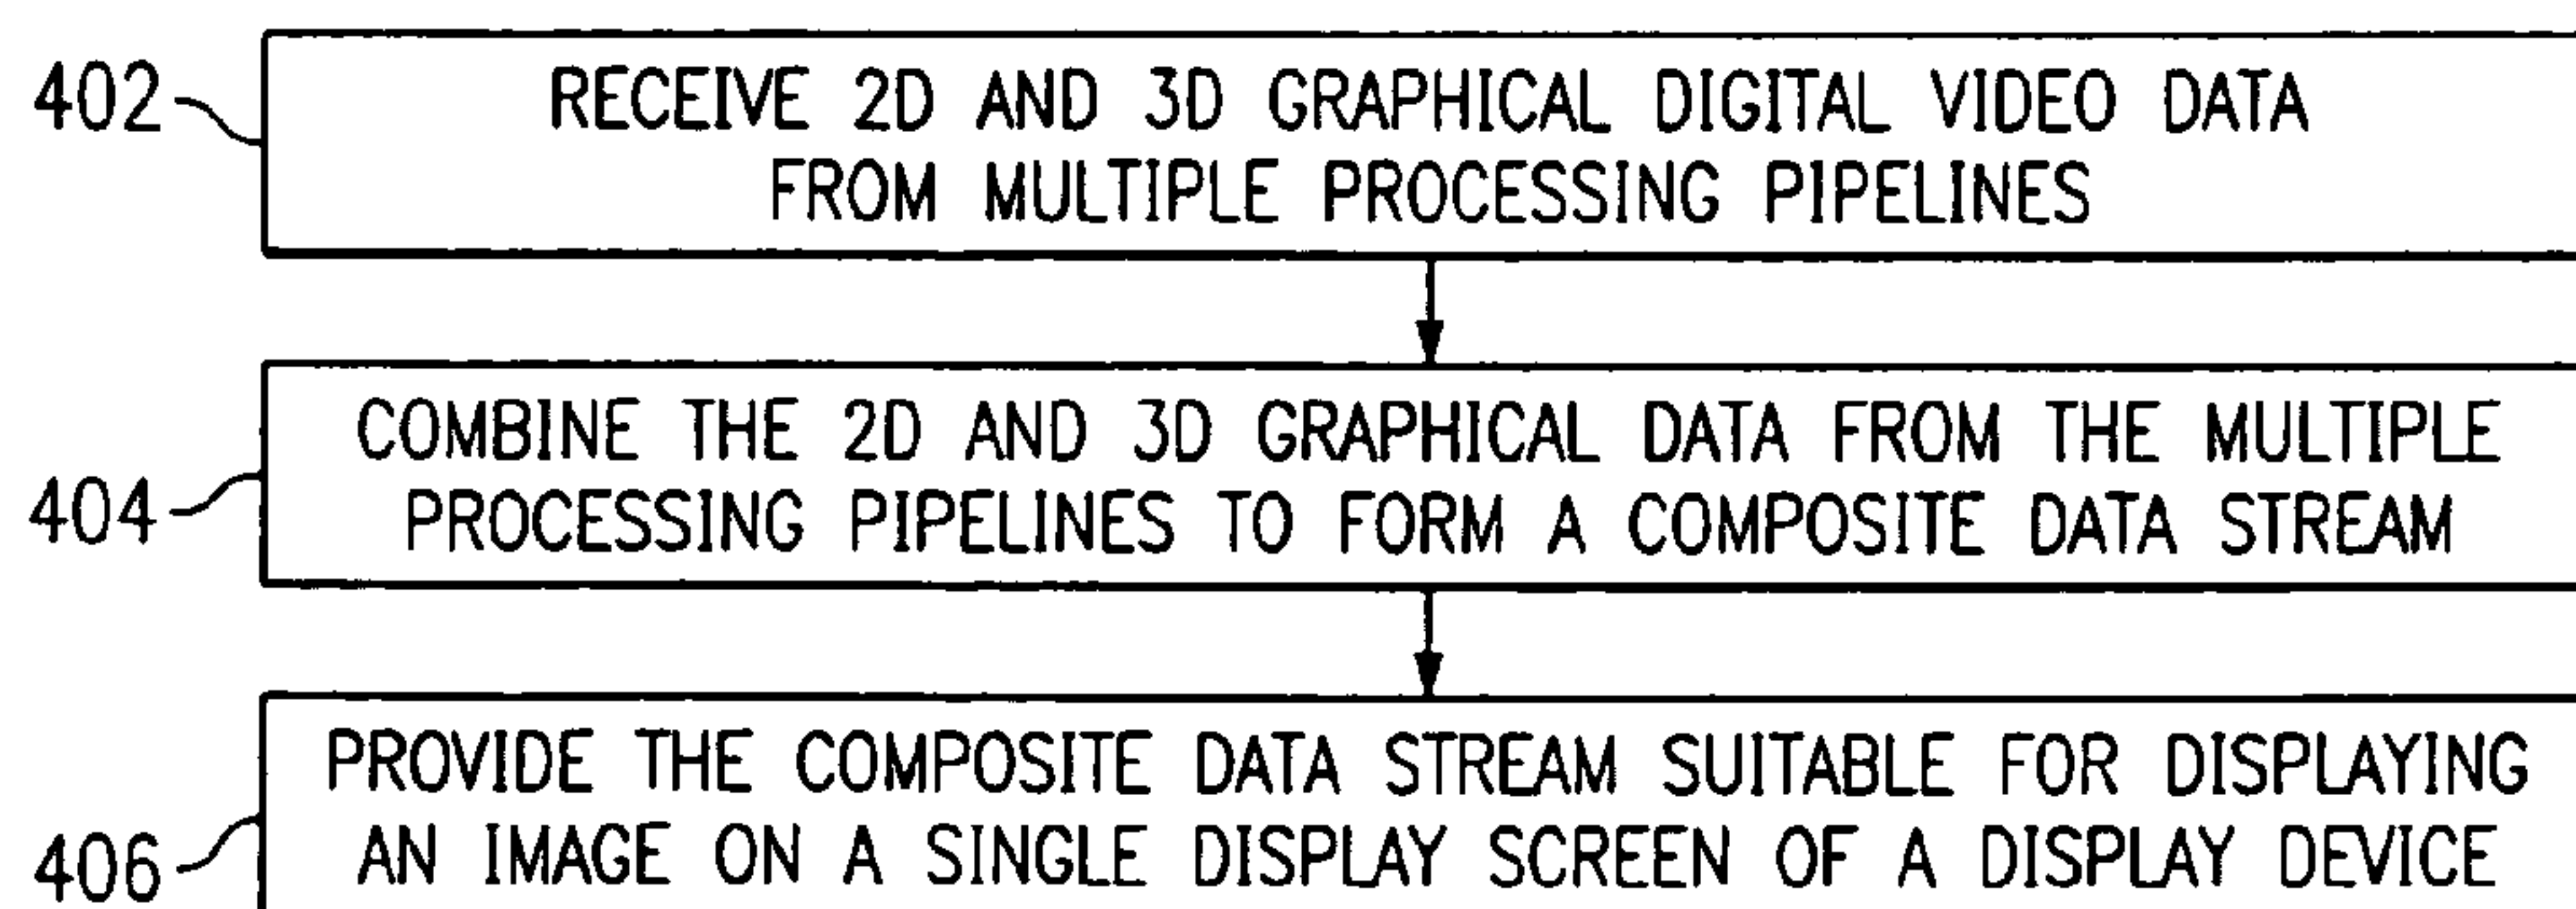 402
RECEIVE 2D AND 3D GRAPHICAL DIGITAL VIDEO DATA
FROM MULTIPLE PROCESSING PIPELINES
404
COMBINE THE 2D AND 3D GRAPHICAL DATA FROM THE MULTIPLE
PROCESSING PIPELINES TO FORM A COMPOSITE DATA STREAM
406
PROVIDE THE COMPOSITE DATA STREAM SUITABLE FOR DISPLAYING
AN IMAGE ON A SINGLE DISPLAY SCREEN OF A DISPLAY DEVICE